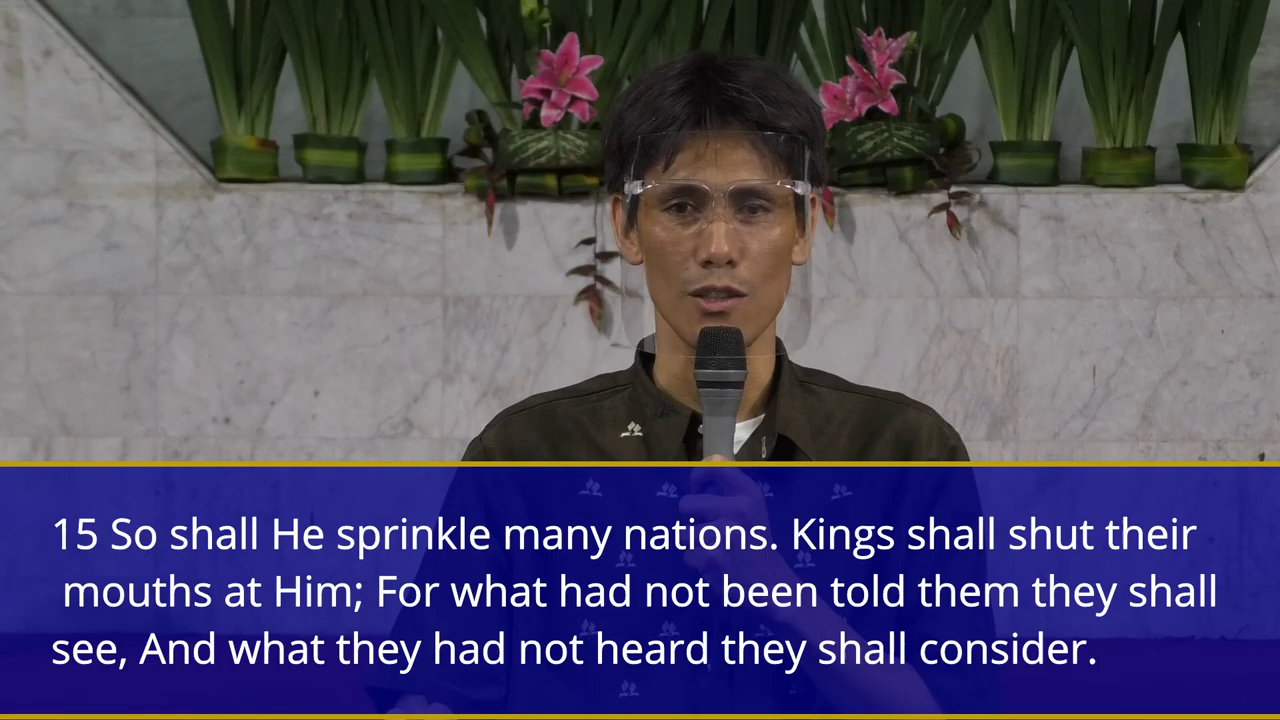 15 So shall He sprinkle many nations. Kings shall shut their
mouths at Him; For what had not been told them they shall
see, And what they had not heard they shall consider.